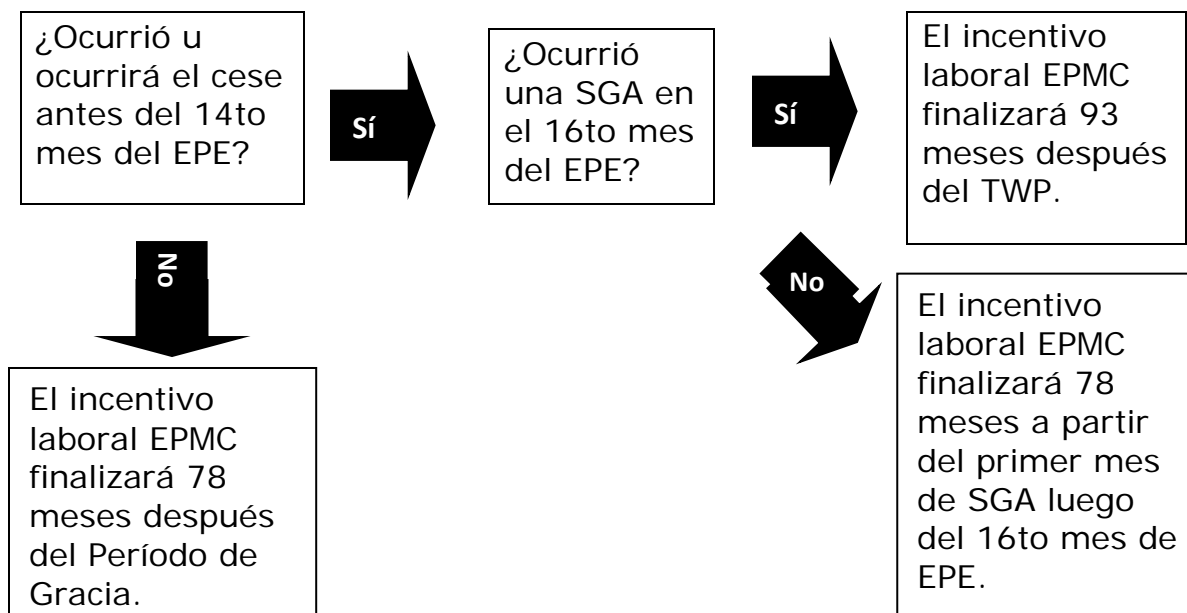 ¿Ocurrió u
ocurrirá el cese
antes del 14to
mes del EPE?
Sí
¿Ocurrió
una SGA en
el 16to mes
del EPE?
Sí
El incentivo
laboral EPMC
finalizará 93
meses después
del TWP.
No
No
El incentivo
laboral EPMC
finalizará 78
meses después
del Período de
Gracia.
El incentivo
laboral EPMC
finalizará 78
meses a partir
del primer mes
de SGA luego
del 16to mes de
EPE.